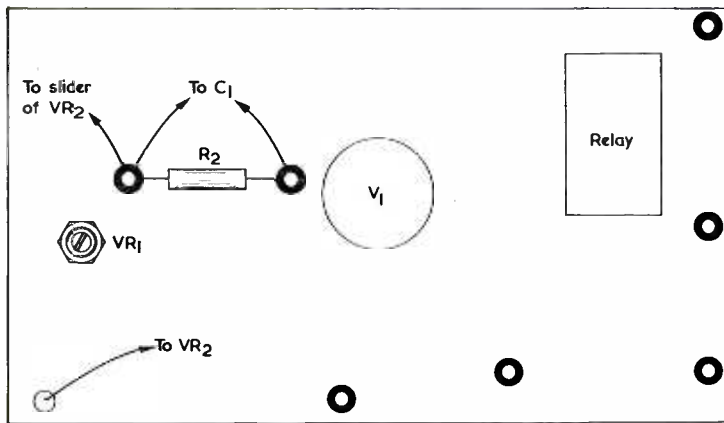 To slider
of VR2
To C1
R2
V1
Relay
VR1
To VR2